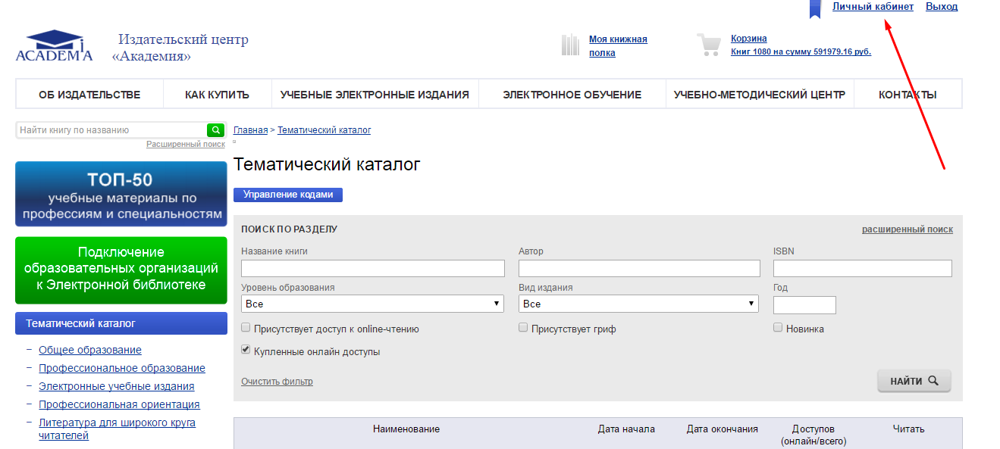 Личный кабинет Выход
ACADEMiA
Издательский центр
«Академия»
Моя книжная
полка
Корзина
Книг 1080 на сумму 591979.16 руб.
ОБ ИЗДАТЕЛЬСТВЕ КАК КУПИТЬ УЧЕБНЫЕ ЭЛЕКТРОННЫЕ ИЗДАНИЯ ЭЛЕКТРОННОЕ ОБУЧЕНИЕ УЧЕБНО-МЕТОДИЧЕСКИЙ ЦЕНТР КОНТАКТЫ
Найти книгу по названию
Расширенный поиск
ТОП-50
учебные материалы по
профессиям и специальностям
Подключение
образовательных организаций
к Электронной библиотеке
Тематический каталог
– Общее образование
– Профессиональное образование
– Электронные учебные издания
– Профессиональная ориентация
– Литература для широкого круга
читателей
Главная > Тематический каталог
Тематический каталог
Управление кодами
ПОИСК ПО РАЗДЕЛУ расширенный поиск
Название книги Автор ISBN
Уровень образования Вид издания Год
Все Все
Присутствует доступ к online-чтению Присутствует гриф Новинка
Купленные онлайн доступы
Очистить фильтр НАЙТИ
Наименование Дата начала Дата окончания Доступов Читать
(онлайн/всего)